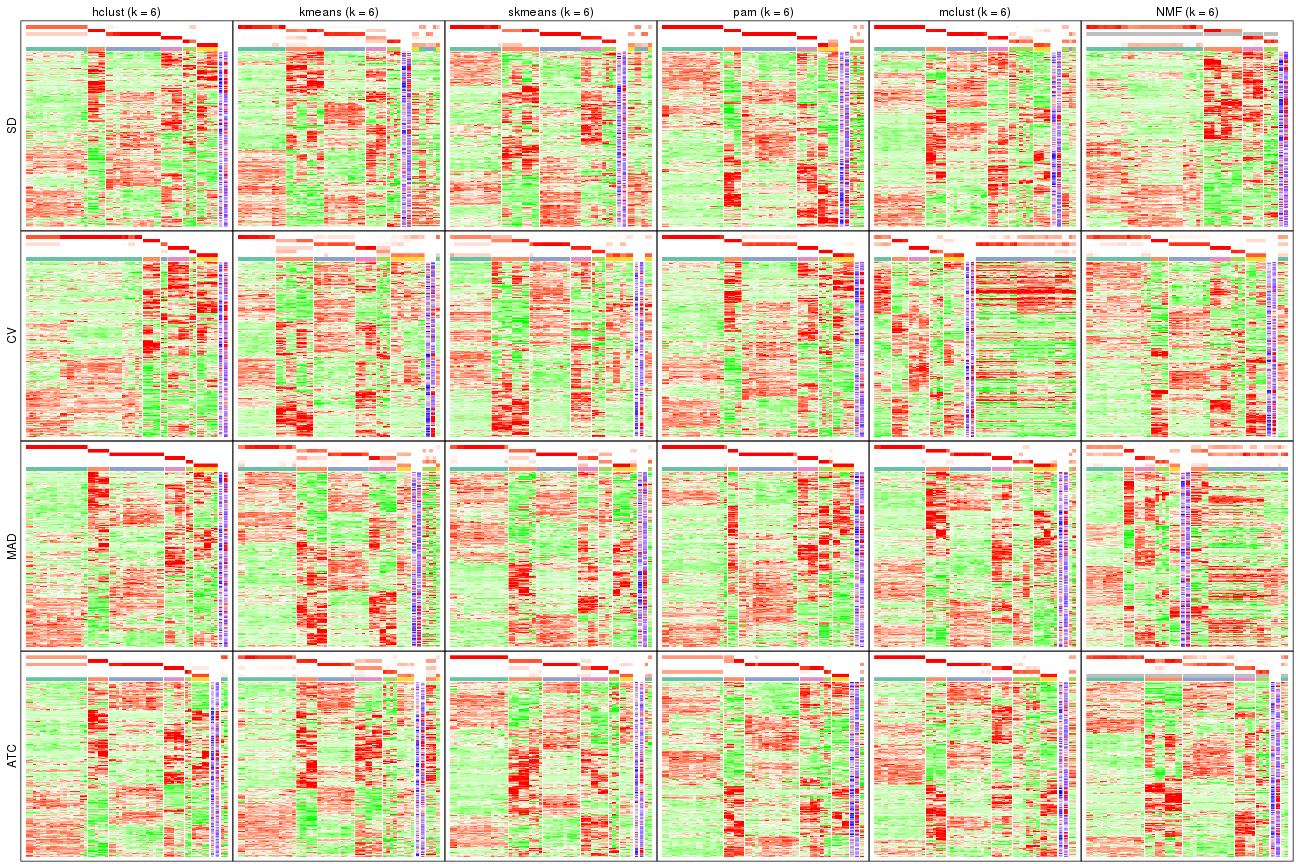 hclust (k = 6) kmeans (k = 6) skmeans (k = 6) pam (k = 6) mclust (k = 6) NMF (k = 6)
SD
CV
MAD
ATC